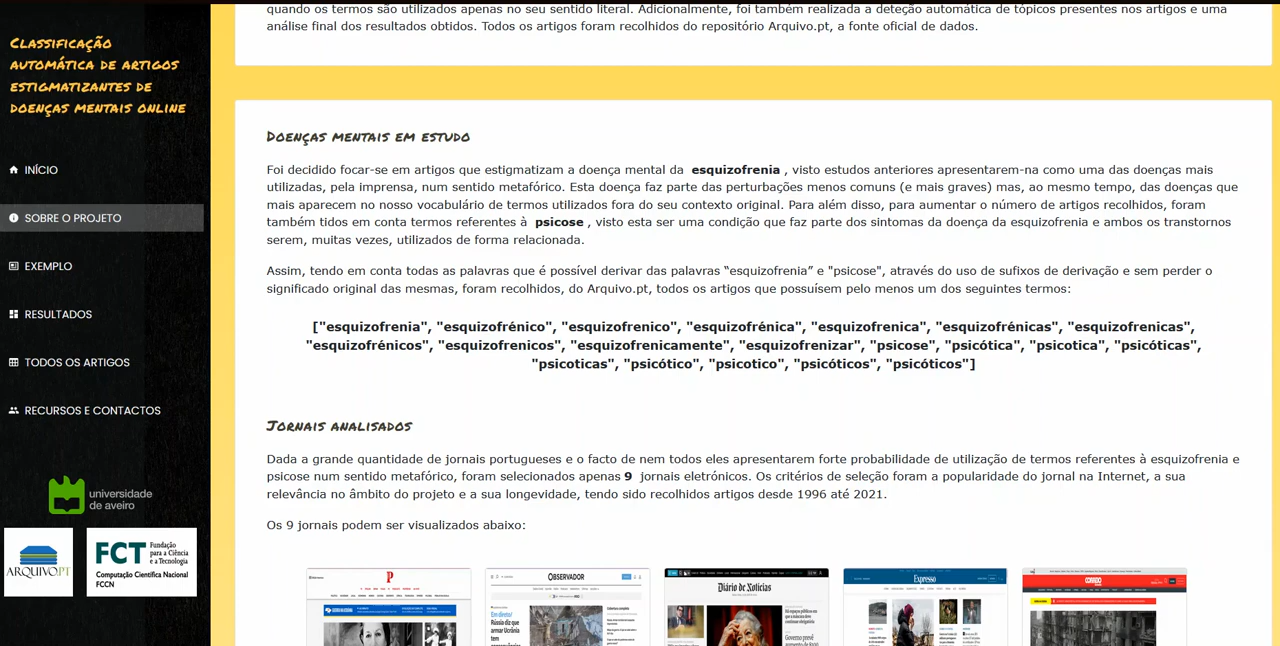 Classificação
automática de artigos
estigmatizantes de
doenças mentais online
INÍCIO
SOBRE O PROJETO
EXEMPLO
RESULTADOS
TODOS OS ARTIGOS
RECURSOS E CONTACTOS
universidade
de aveiro
ARQUIVO.PT
FCT Fundação
para a Ciência
e a Tecnologia
Computação Científica Nacional
FCCN
quando os termos são utilizados apenas no seu sentido literal. Adicionalmente, foi também realizada a deteção automática de tópicos presentes nos artigos e uma
análise final dos resultados obtidos. Todos os artigos foram recolhidos do repositório Arquivo.pt, a fonte oficial de dados.
Doenças mentais em estudo
Foi decidido focar-se em artigos que estigmatizam a doença mental da esquizofrenia , visto estudos anteriores apresentarem-na como uma das doenças mais
utilizadas, pela imprensa, num sentido metafórico. Esta doença faz parte das perturbações menos comuns (e mais graves) mas, ao mesmo tempo, das doenças que
mais aparecem no nosso vocabulário de termos utilizados fora do seu contexto original. Para além disso, para aumentar o número de artigos recolhidos, foram
também tidos em conta termos referentes à psicose , visto esta ser uma condição que faz parte dos sintomas da doença da esquizofrenia e ambos os transtornos
serem, muitas vezes, utilizados de forma relacionada.
Assim, tendo em conta todas as palavras que é possível derivar das palavras “esquizofrenia” e "psicose", através do uso de sufixos de derivação e sem perder o
significado original das mesmas, foram recolhidos, do Arquivo.pt, todos os artigos que possuísem pelo menos um dos seguintes termos:
["esquizofrenia", "esquizofrénico", "esquizofrenico", "esquizofrénica", "esquizofrenica", "esquizofrénicas", "esquizofrenicas",
"esquizofrénicos", "esquizofrenicos", "esquizofrenicamente", "esquizofrenizar", "psicose", "psicótica", "psicotica", "psicóticas",
"psicoticas", "psicótico", "psicotico", "psicóticos", "psicóticos"]
Jornais analisados
Dada a grande quantidade de jornais portugueses e o facto de nem todos eles apresentarem forte probabilidade de utilização de termos referentes à esquizofrenia e
psicose num sentido metafórico, foram selecionados apenas 9 jornais eletrónicos. Os critérios de seleção foram a popularidade do jornal na Internet, a sua
relevância no âmbito do projeto e a sua longevidade, tendo sido recolhidos artigos desde 1996 até 2021.
Os 9 jornais podem ser visualizados abaixo:
P
OBSERVADOR
Em direto/
Rússia diz
que armar
Ucrânia
tem
Diário de Notícias
Governo prevê
Expresso
CORREIO